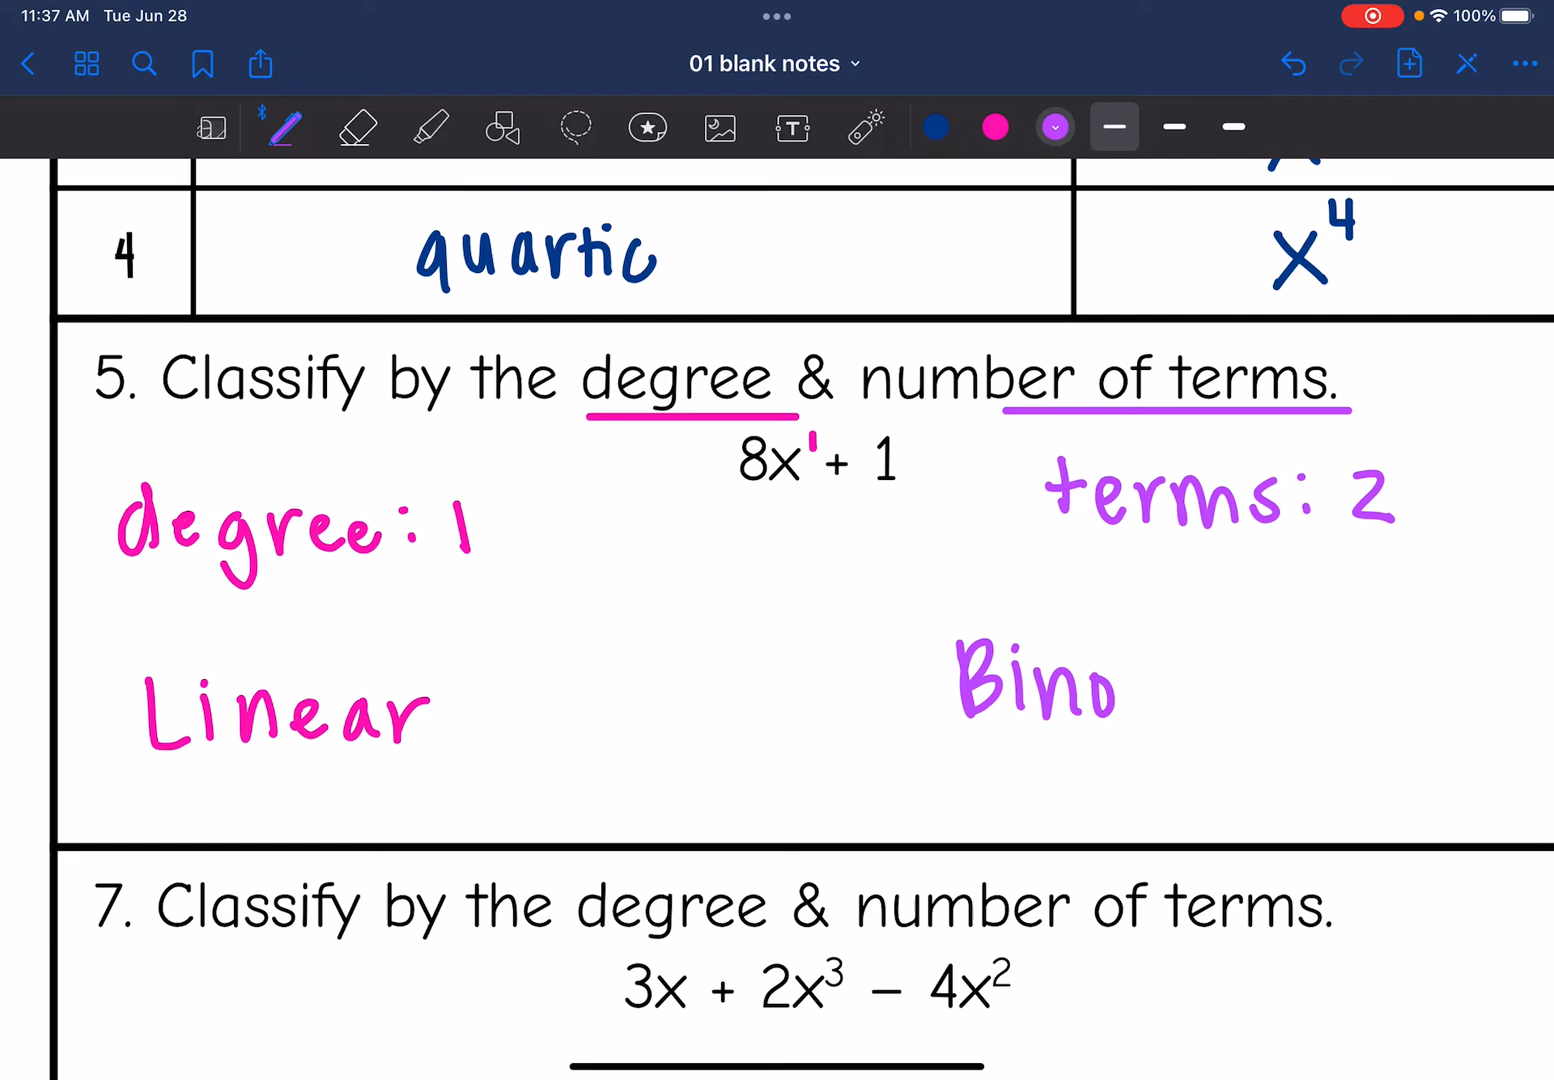 11:37 AM Tue Jun 28
100%
01 blank notes
T
4 quartic x⁴
5. Classify by the degree & number of terms.
8x¹ + 1
degree: 1
terms: 2
Linear
Bino
7. Classify by the degree & number of terms.
3x + 2x³ − 4x²